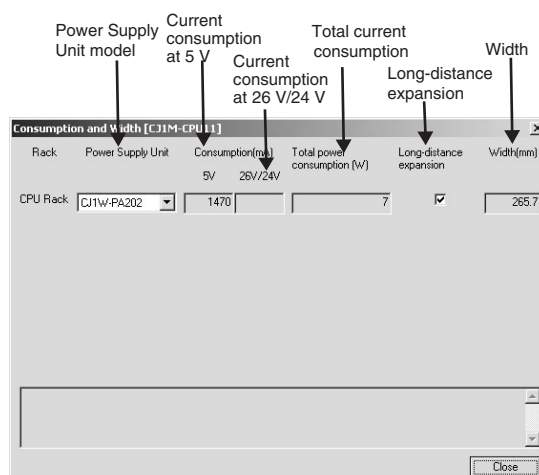 Power Supply
Unit model
Current
consumption
at 5 V
Current
consumption
at 26 V/24 V
Total current
consumption
Long-distance
expansion
Width
Consumption and Width [CJ1M-CPU11]
Rack Power Supply Unit Consumption(mA) Total power consumption (W) Long-distance expansion Width(mm)
5V 26V/24V
CPU Rack CJ1W-PA202 1470 7 265.7
Close